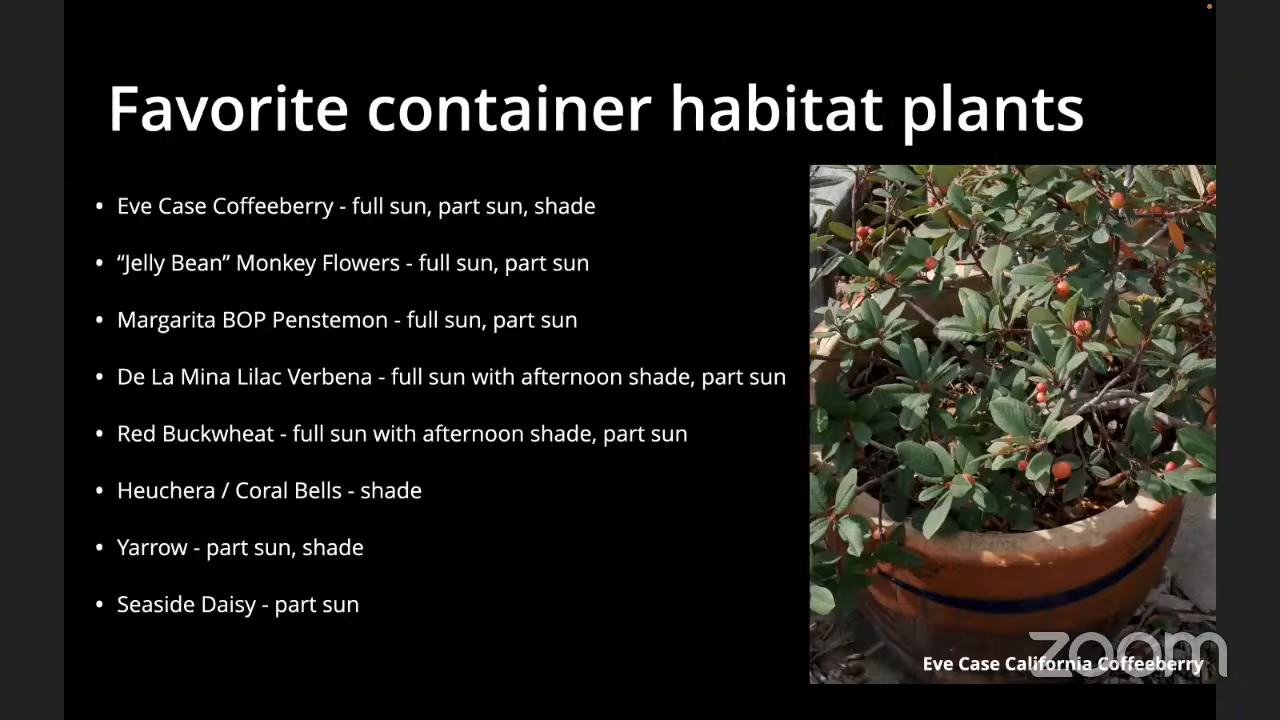 Favorite container habitat plants
• Eve Case Coffeeberry - full sun, part sun, shade
• “Jelly Bean” Monkey Flowers - full sun, part sun
• Margarita BOP Penstemon - full sun, part sun
• De La Mina Lilac Verbena - full sun with afternoon shade, part sun
• Red Buckwheat - full sun with afternoon shade, part sun
• Heuchera / Coral Bells - shade
• Yarrow - part sun, shade
• Seaside Daisy - part sun
Eve Case California Coffeeberry
zoom